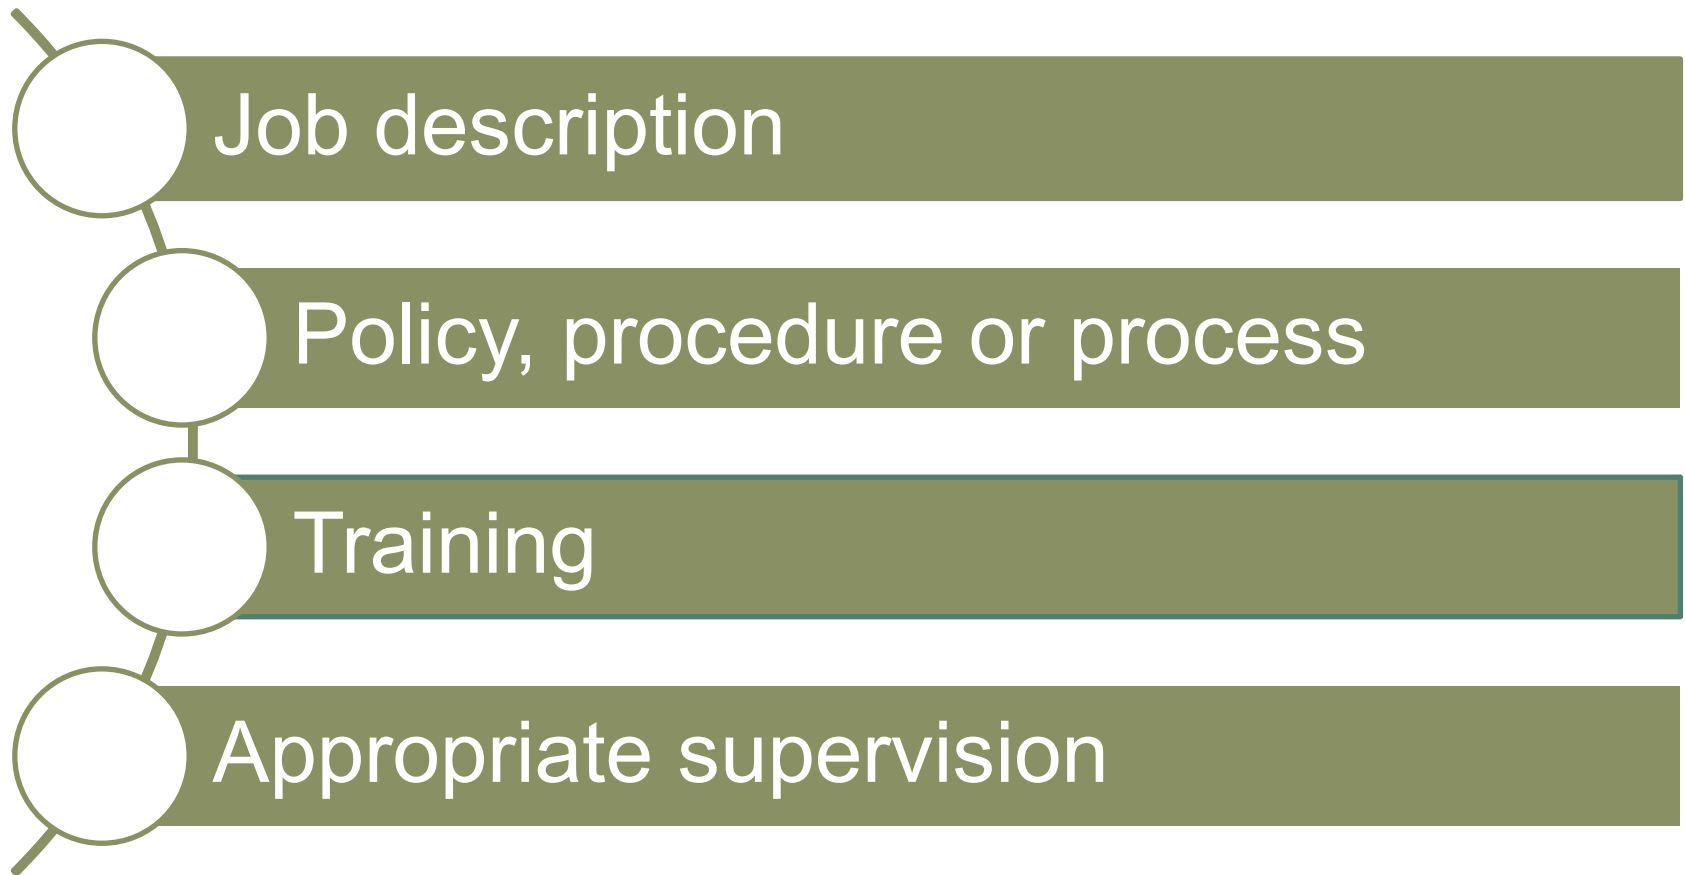 Job description
Policy, procedure or process
Training
Appropriate supervision